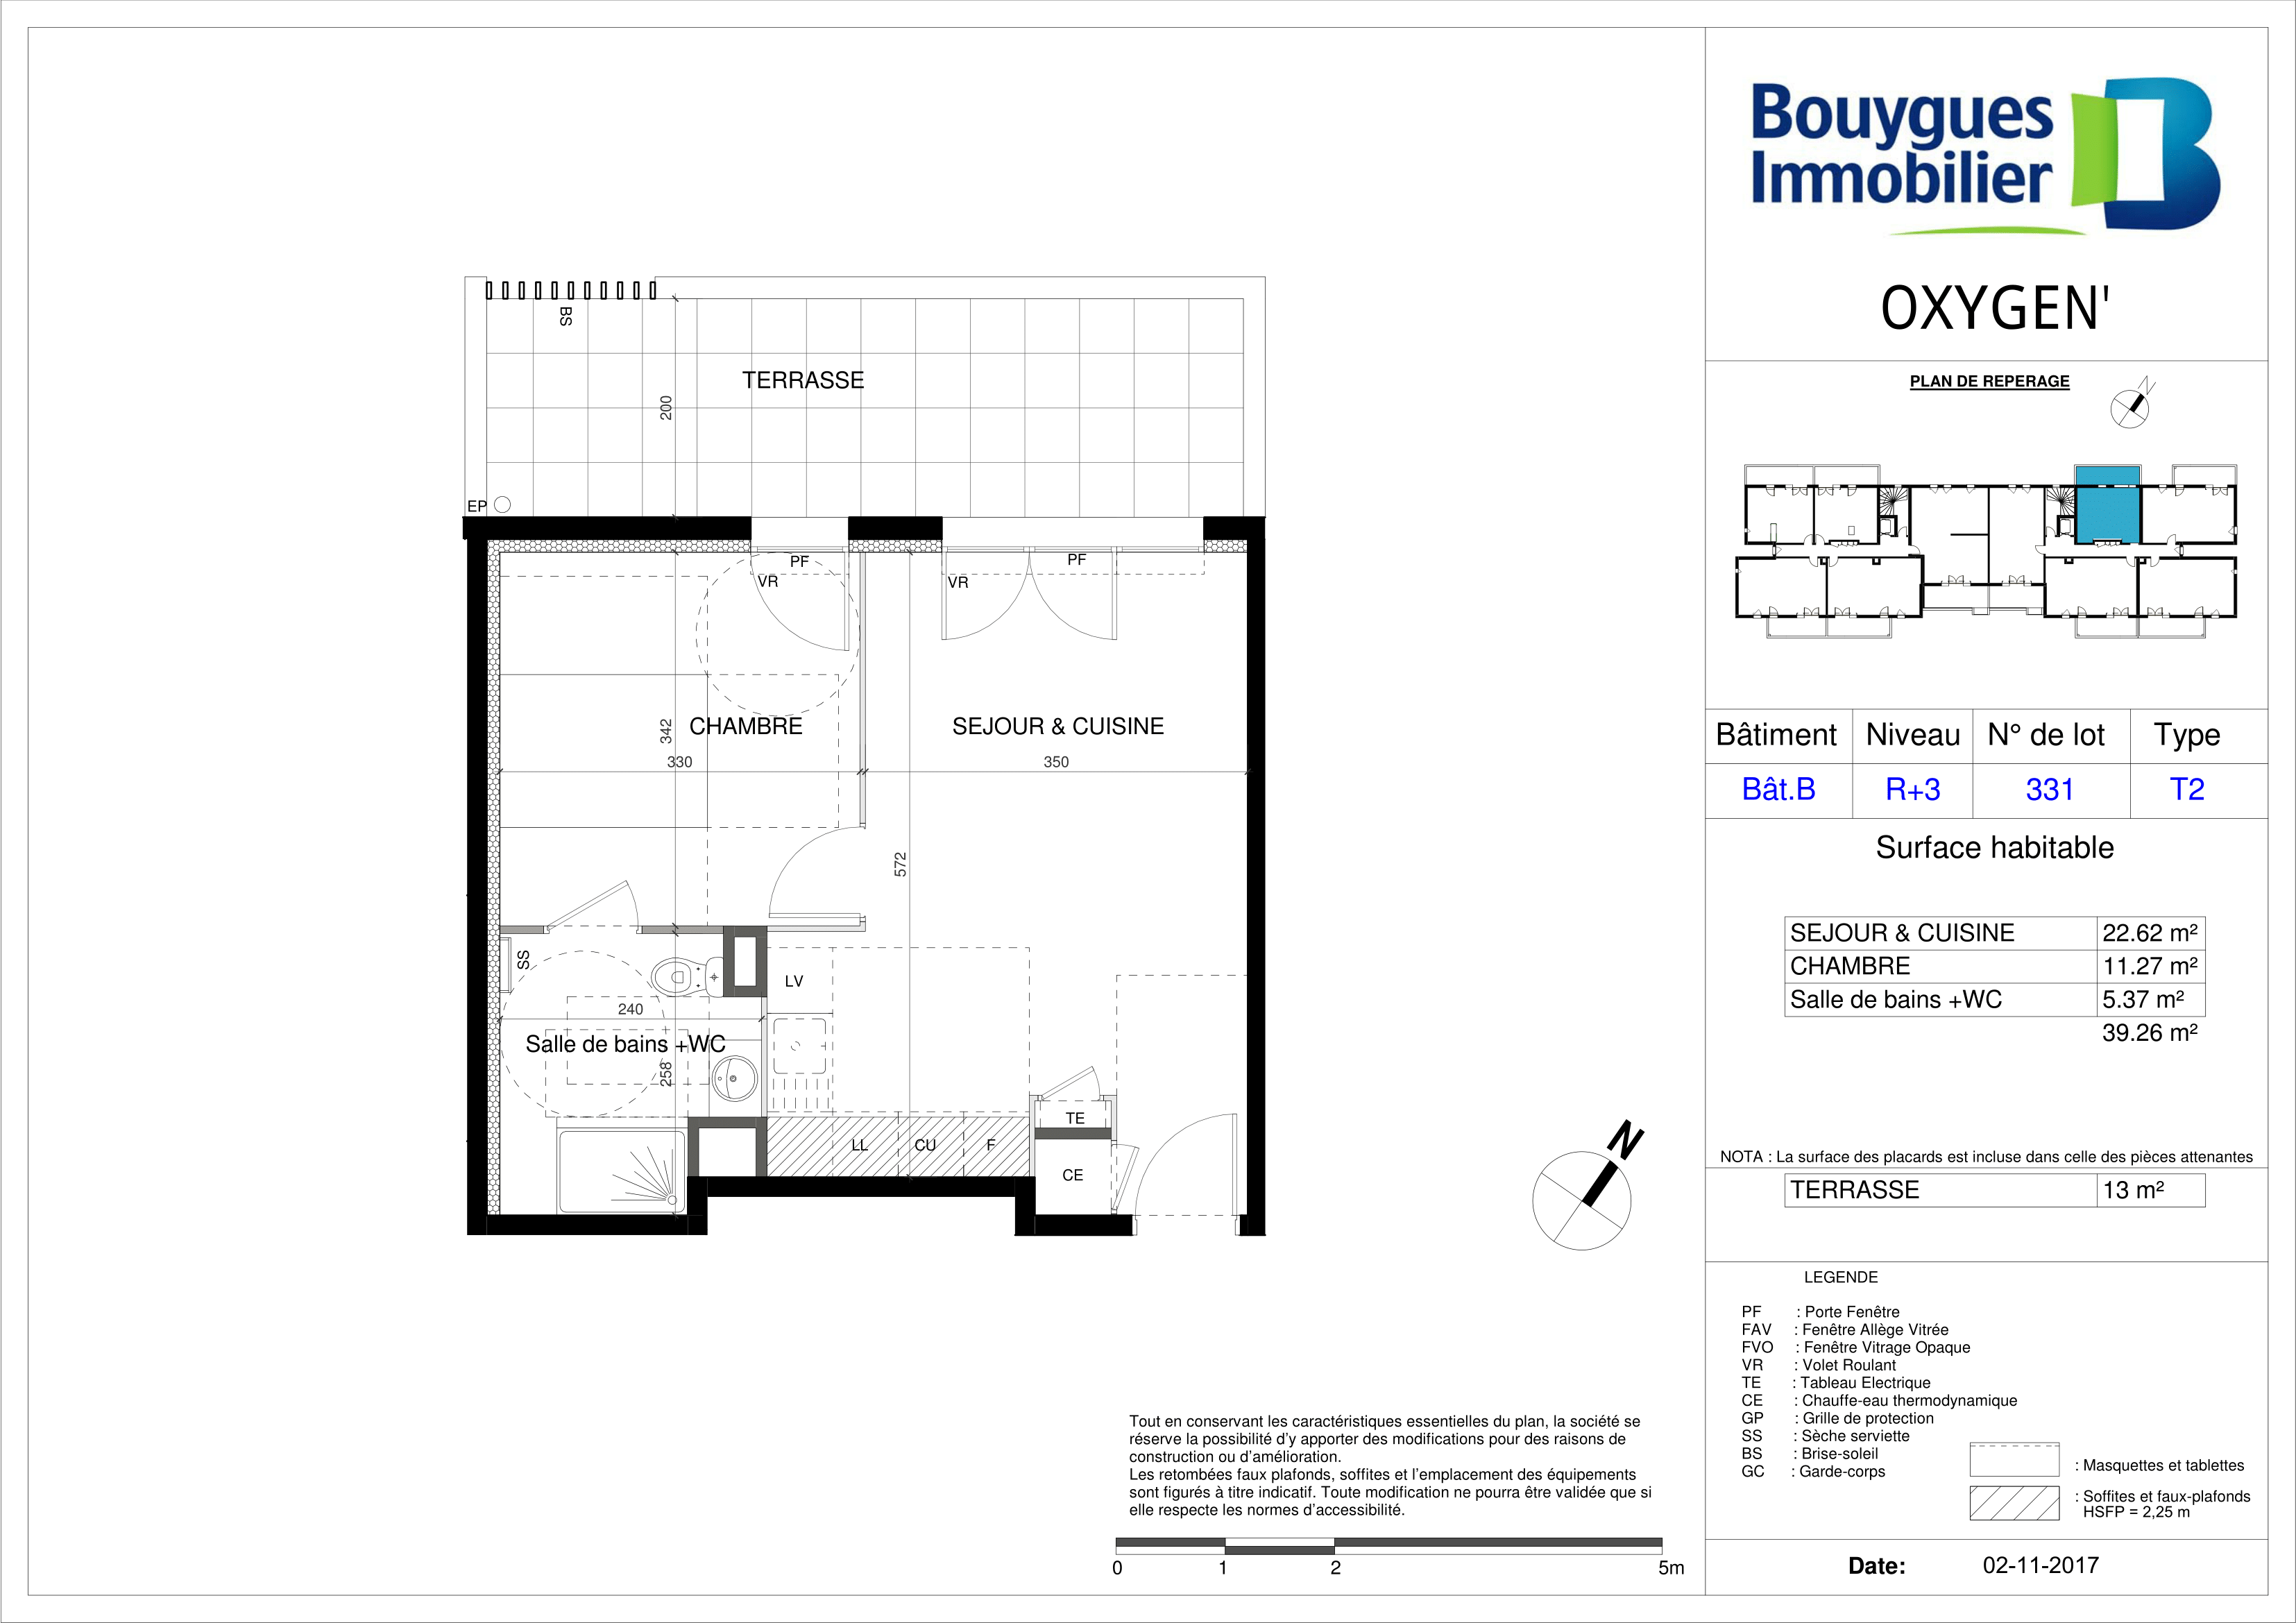 BS
TERRASSE
200
EP
PF
VR
VR
PF
CHAMBRE
342
330
SEJOUR & CUISINE
350
572
SS
LV
240
Salle de bains +WC
258
TE
LL
CU
F
CE
N
Tout en conservant les caractéristiques essentielles du plan, la société se
réserve la possibilité d'y apporter des modifications pour des raisons de
construction ou d'amélioration.
Les retombées faux plafonds, soffites et l'emplacement des équipements
sont figurés à titre indicatif. Toute modification ne pourra être validée que si
elle respecte les normes d'accessibilité.
0 1 2 5m
Bouygues
Immobilier
OXYGEN'
PLAN DE REPERAGE
N
Bâtiment Niveau N° de lot Type
Bât.B R+3 331 T2
Surface habitable
SEJOUR & CUISINE 22.62 m²
CHAMBRE 11.27 m²
Salle de bains +WC 5.37 m²
39.26 m²
NOTA : La surface des placards est incluse dans celle des pièces attenantes
TERRASSE 13 m²
LEGENDE
PF : Porte Fenêtre
FAV : Fenêtre Allège Vitrée
FVO : Fenêtre Vitrage Opaque
VR : Volet Roulant
TE : Tableau Electrique
CE : Chauffe-eau thermodynamique
GP : Grille de protection
SS : Sèche serviette
BS : Brise-soleil
GC : Garde-corps
: Masquettes et tablettes
: Soffites et faux-plafonds
HSFP = 2,25 m
Date: 02-11-2017